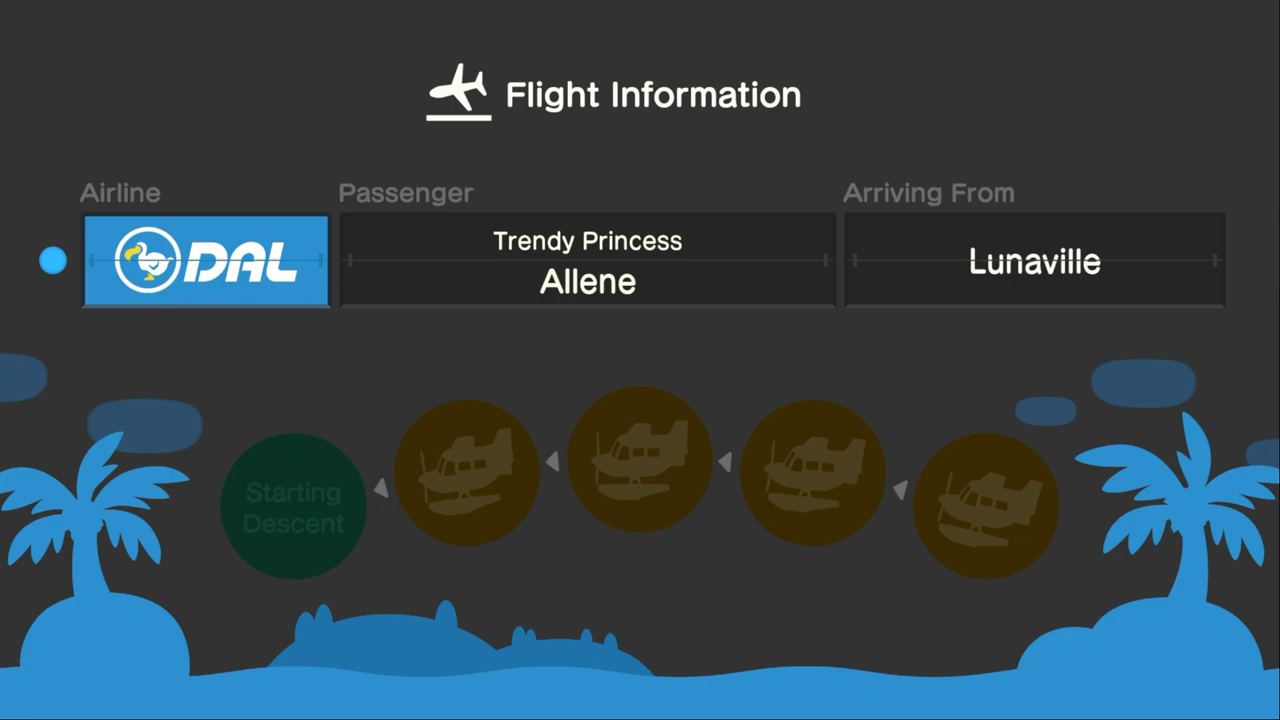 Flight Information
Airline
Passenger
Arriving From
DAL
Trendy Princess
Allene
Lunaville
Starting
Descent